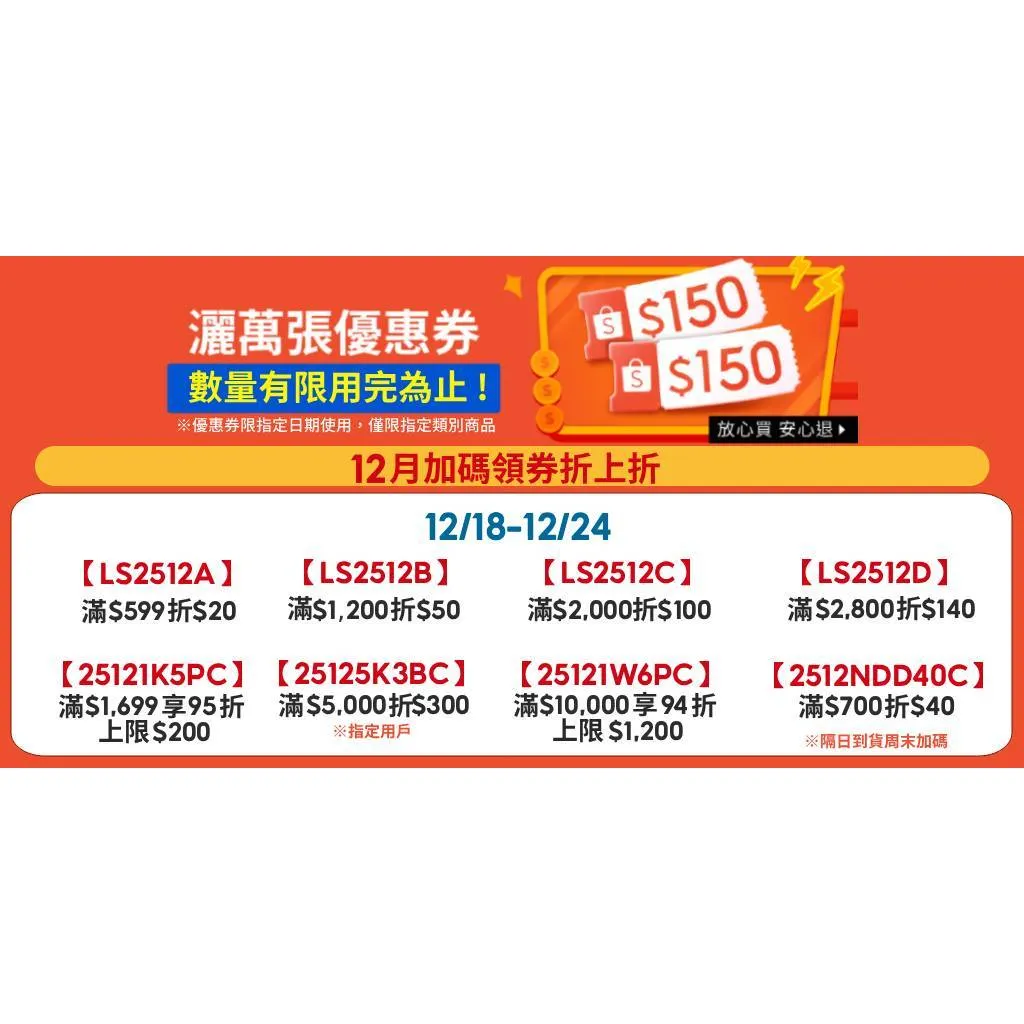 灑萬張優惠券
數量有限用完為止！
※優惠券限指定日期使用，僅限指定類別商品
S $150
S $150
放心買 安心退
12月加碼領券折上折
12/18-12/24
【LS2512A】
滿$599折$20
【LS2512B】
滿$1,200折$50
【LS2512C】
滿$2,000折$100
【LS2512D】
滿$2,800折$140
【25121K5PC】
滿$1,699享95折
上限$200
【25125K3BC】
滿$5,000折$300
※指定用戶
【25121W6PC】
滿$10,000享94折
上限$1,200
【2512NDD40C】
滿$700折$40
※隔日到貨周末加碼